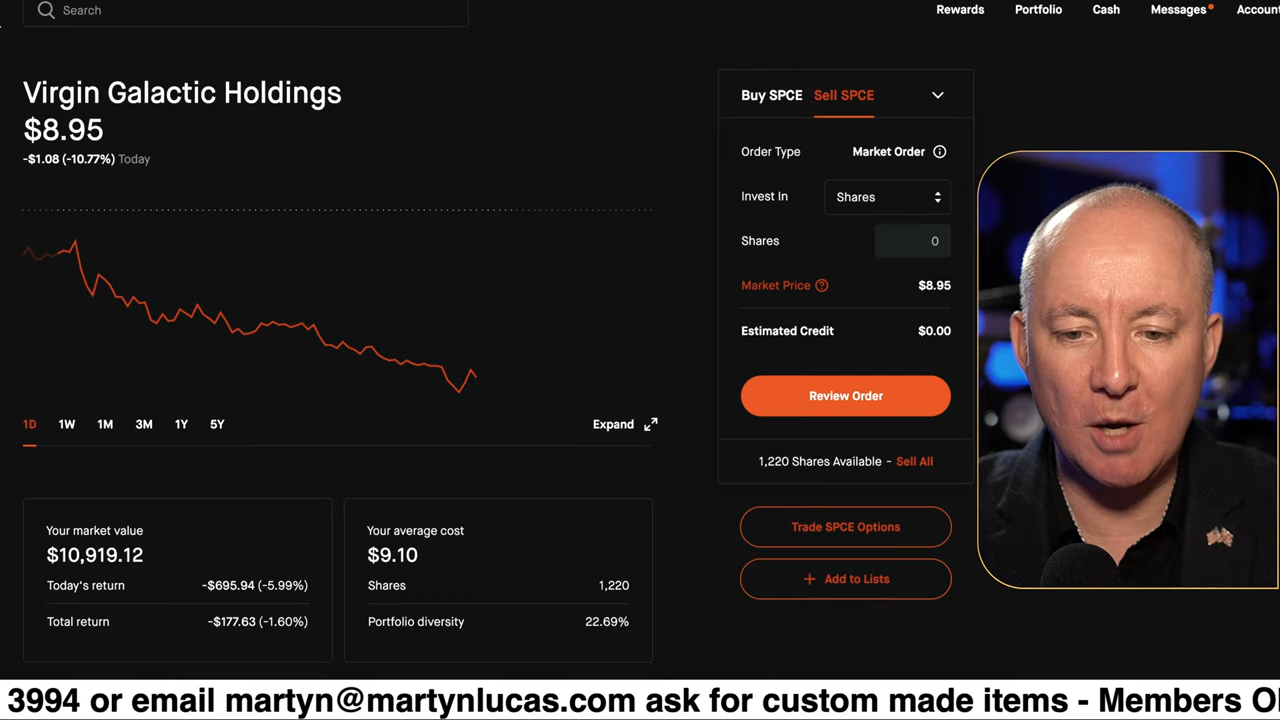 Search
Rewards
Portfolio
Cash
Messages
Accoun
Virgin Galactic Holdings
$8.95
-$1.08 (-10.77%) Today
1D
1W
1M
3M
1Y
5Y
Expand
Buy SPCE
Sell SPCE
Order Type
Market Order
Invest In
Shares
Shares
0
Market Price
$8.95
Estimated Credit
$0.00
Review Order
1,220 Shares Available - Sell All
Trade SPCE Options
+ Add to Lists
Your market value
$10,919.12
Today's return
-$695.94 (-5.99%)
Total return
-$177.63 (-1.60%)
Your average cost
$9.10
Shares
1,220
Portfolio diversity
22.69%
3994 or email martyn@martynlucas.com ask for custom made items - Members O